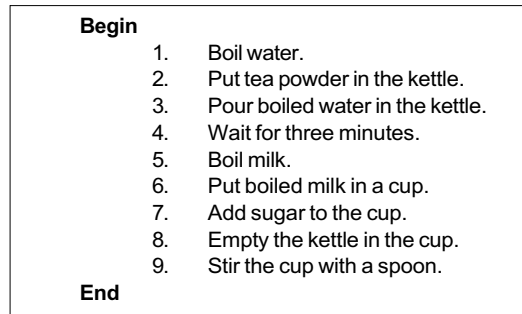 Begin
1. Boil water.
2. Put tea powder in the kettle.
3. Pour boiled water in the kettle.
4. Wait for three minutes.
5. Boil milk.
6. Put boiled milk in a cup.
7. Add sugar to the cup.
8. Empty the kettle in the cup.
9. Stir the cup with a spoon.
End